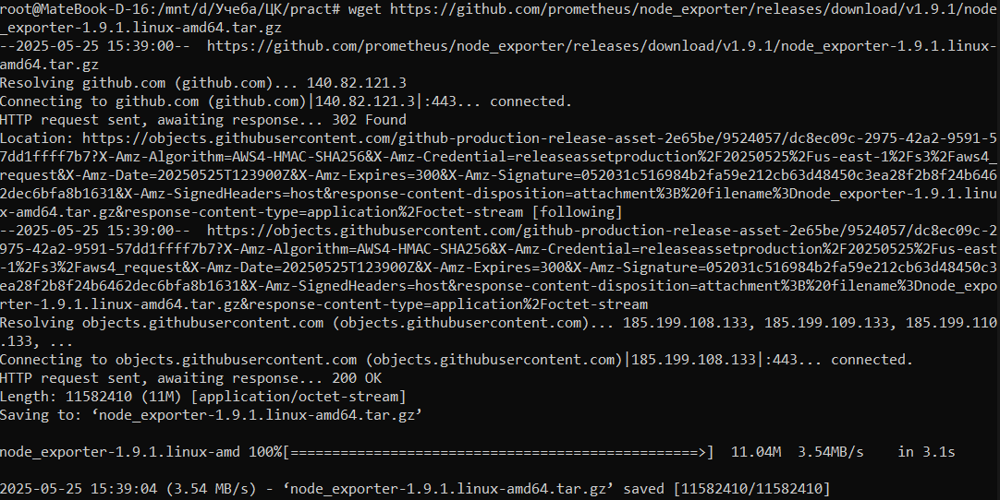 root@MateBook-D-16:/mnt/d/Учеба/ЦК/pract# wget https://github.com/prometheus/node_exporter/releases/download/v1.9.1/node
_exporter-1.9.1.linux-amd64.tar.gz
--2025-05-25 15:39:00--  https://github.com/prometheus/node_exporter/releases/download/v1.9.1/node_exporter-1.9.1.linux-
amd64.tar.gz
Resolving github.com (github.com)... 140.82.121.3
Connecting to github.com (github.com)|140.82.121.3|:443... connected.
HTTP request sent, awaiting response... 302 Found
Location: https://objects.githubusercontent.com/github-production-release-asset-2e65be/9524057/dc8ec09c-2975-42a2-9591-5
7dd1ffff7b7?X-Amz-Algorithm=AWS4-HMAC-SHA256&X-Amz-Credential=releaseassetproduction%2F20250525%2Fus-east-1%2Fs3%2Faws4_
request&X-Amz-Date=20250525T123900Z&X-Amz-Expires=300&X-Amz-Signature=052031c516984b2fa59e212cb63d48450c3ea28f2b8f24b646
2dec6bfa8b1631&X-Amz-SignedHeaders=host&response-content-disposition=attachment%3B%20filename%3Dnode_exporter-1.9.1.linu
x-amd64.tar.gz&response-content-type=application%2Foctet-stream [following]
--2025-05-25 15:39:00--  https://objects.githubusercontent.com/github-production-release-asset-2e65be/9524057/dc8ec09c-2
975-42a2-9591-57dd1ffff7b7?X-Amz-Algorithm=AWS4-HMAC-SHA256&X-Amz-Credential=releaseassetproduction%2F20250525%2Fus-east
-1%2Fs3%2Faws4_request&X-Amz-Date=20250525T123900Z&X-Amz-Expires=300&X-Amz-Signature=052031c516984b2fa59e212cb63d48450c3
ea28f2b8f24b6462dec6bfa8b1631&X-Amz-SignedHeaders=host&response-content-disposition=attachment%3B%20filename%3Dnode_expo
rter-1.9.1.linux-amd64.tar.gz&response-content-type=application%2Foctet-stream
Resolving objects.githubusercontent.com (objects.githubusercontent.com)... 185.199.108.133, 185.199.109.133, 185.199.110
.133, ...
Connecting to objects.githubusercontent.com (objects.githubusercontent.com)|185.199.108.133|:443... connected.
HTTP request sent, awaiting response... 200 OK
Length: 11582410 (11M) [application/octet-stream]
Saving to: ‘node_exporter-1.9.1.linux-amd64.tar.gz’

node_exporter-1.9.1.linux-amd 100%[=================================================>]  11.04M  3.54MB/s    in 3.1s

2025-05-25 15:39:04 (3.54 MB/s) - ‘node_exporter-1.9.1.linux-amd64.tar.gz’ saved [11582410/11582410]